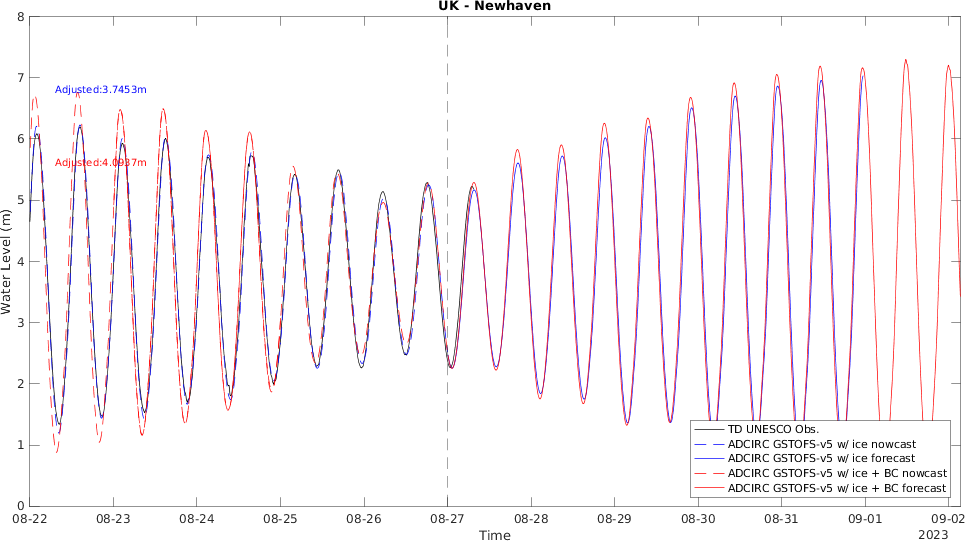 UK - Newhaven
8
7
6
5
4
3
2
1
0
Water Level (m)
Adjusted:3.7453m
Adjusted:4.0937m
TD UNESCO Obs.
ADCIRC GSTOFS-v5 w/ ice nowcast
ADCIRC GSTOFS-v5 w/ ice forecast
ADCIRC GSTOFS-v5 w/ ice + BC nowcast
ADCIRC GSTOFS-v5 w/ ice + BC forecast
08-22 08-23 08-24 08-25 08-26 08-27 08-28 08-29 08-30 08-31 09-01 09-02
Time
2023